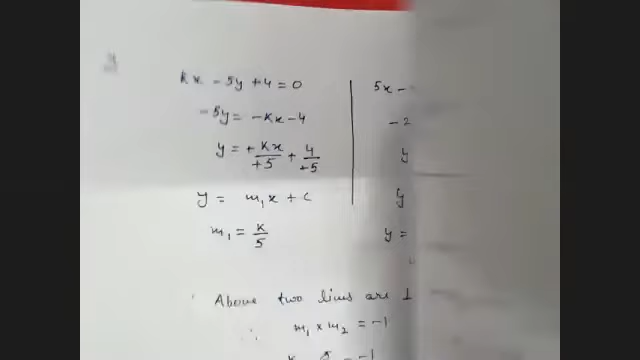 kx - 5y + 4 = 0
-5y = -kx - 4
y = +kx/+5 + 4/+5
y = m₁x + c
m₁ = k/5
5x -
- 2
y
y
y =
Above two lines are ⊥
∴ m₁ x m₂ = -1
= -1